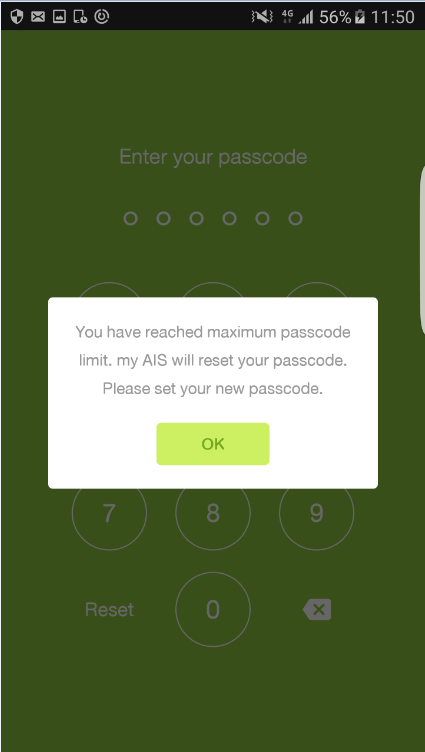 4G 56% 11:50
Enter your passcode
You have reached maximum passcode
limit. my AIS will reset your passcode.
Please set your new passcode.
OK
7 8 9
Reset 0